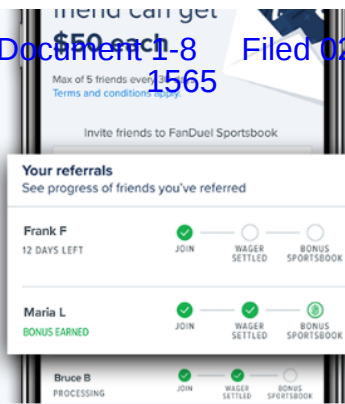 friend can get
$50 each
Document 1-8 Filed 02
1565
Max of 5 friends every 30 days
Terms and conditions apply.
Invite friends to FanDuel Sportsbook
Your referrals
See progress of friends you've referred
Frank F
12 DAYS LEFT
JOIN
WAGER
SETTLED
BONUS
SPORTSBOOK
Maria L
BONUS EARNED
JOIN
WAGER
SETTLED
BONUS
SPORTSBOOK
Bruce B
PROCESSING
JOIN
WAGER
SETTLED
BONUS
SPORTSBOOK